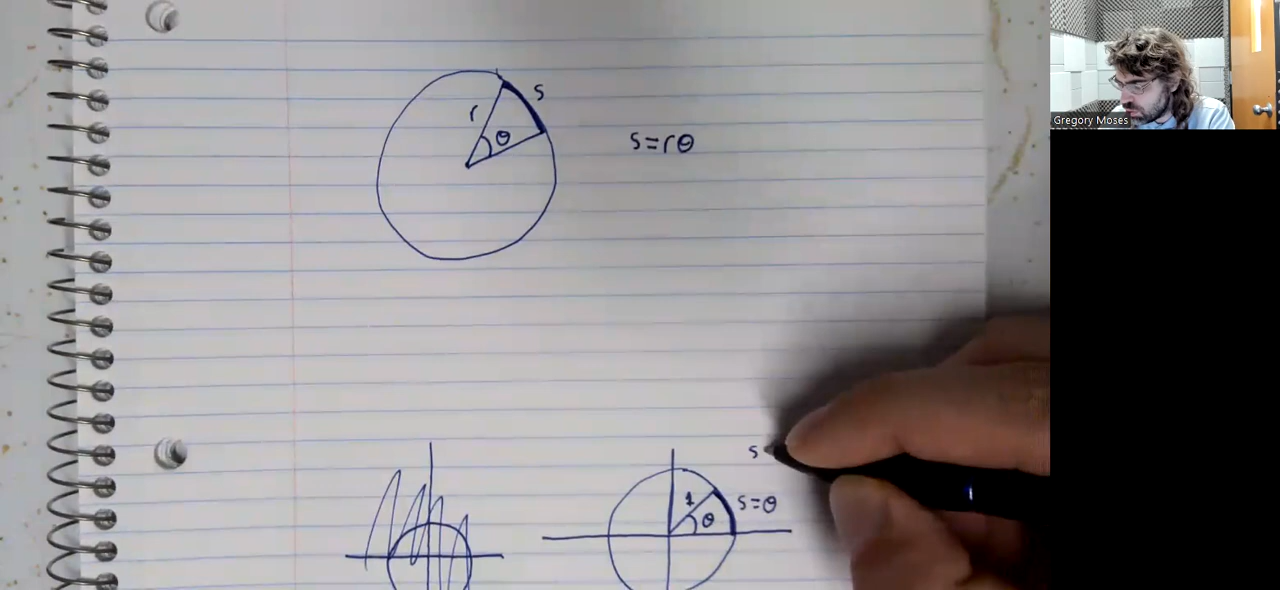 r
s
θ
s=rθ
Gregory Moses
s
1
θ
s=θ